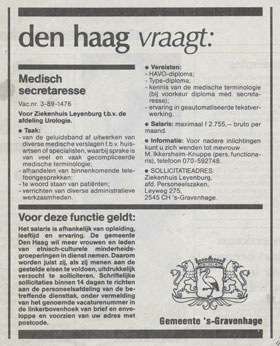 den haag vraagt:
Medisch
secretaresse
Vac.nr. 3-89-1476
Voor Ziekenhuis Leyenburg t.b.v. de
afdeling Urologie.
● Taak:
- van de geluidsband af uitwerken van
diverse medische verslagen t.b.v. huis-
artsen of specialisten, waarbij sprake is
van veel en vaak gecompliceerde
medische terminologie;
- afhandelen van binnenkomende tele-
foongesprekken;
- te woord staan van patiënten;
- verrichten van diverse administratieve
werkzaamheden.
● Vereisten:
- HAVO-diploma;
- Type-diploma;
- kennis van de medische terminologie
(bij voorkeur diploma med. secreta-
resse);
- ervaring in geautomatiseerde tekstver-
werking.
● Salaris: maximaal f 2.755,- bruto per
maand.
● Informatie: Voor nadere inlichtingen
kunt u zich wenden tot mevrouw
M. Ikkersheim-Knuppe (pers. functiona-
ris), telefoon 070-592748.
● SOLLICITATIEADRES:
Ziekenhuis Leyenburg,
afd. Personeelszaken,
Leyweg 275,
2545 CH 's-Gravenhage.
Voor deze functie geldt:
Het salaris is afhankelijk van opleiding,
leeftijd en ervaring. De gemeente
Den Haag wil meer vrouwen en leden
van etnisch-culturele minderheids-
groeperingen in dienst nemen. Daarom
worden juist zij, als zij menen aan de
gestelde eisen te voldoen, uitdrukkelijk
verzocht te solliciteren. Schriftelijke
sollicitaties binnen 14 dagen te richten
aan de personeelsafdeling van de be-
treffende dienstak, onder vermelding
van het genoemde vacaturenummer in
de linkerbovenhoek van brief en enve-
loppe en voorzien van uw adres met
postcode.
Gemeente 's-Gravenhage